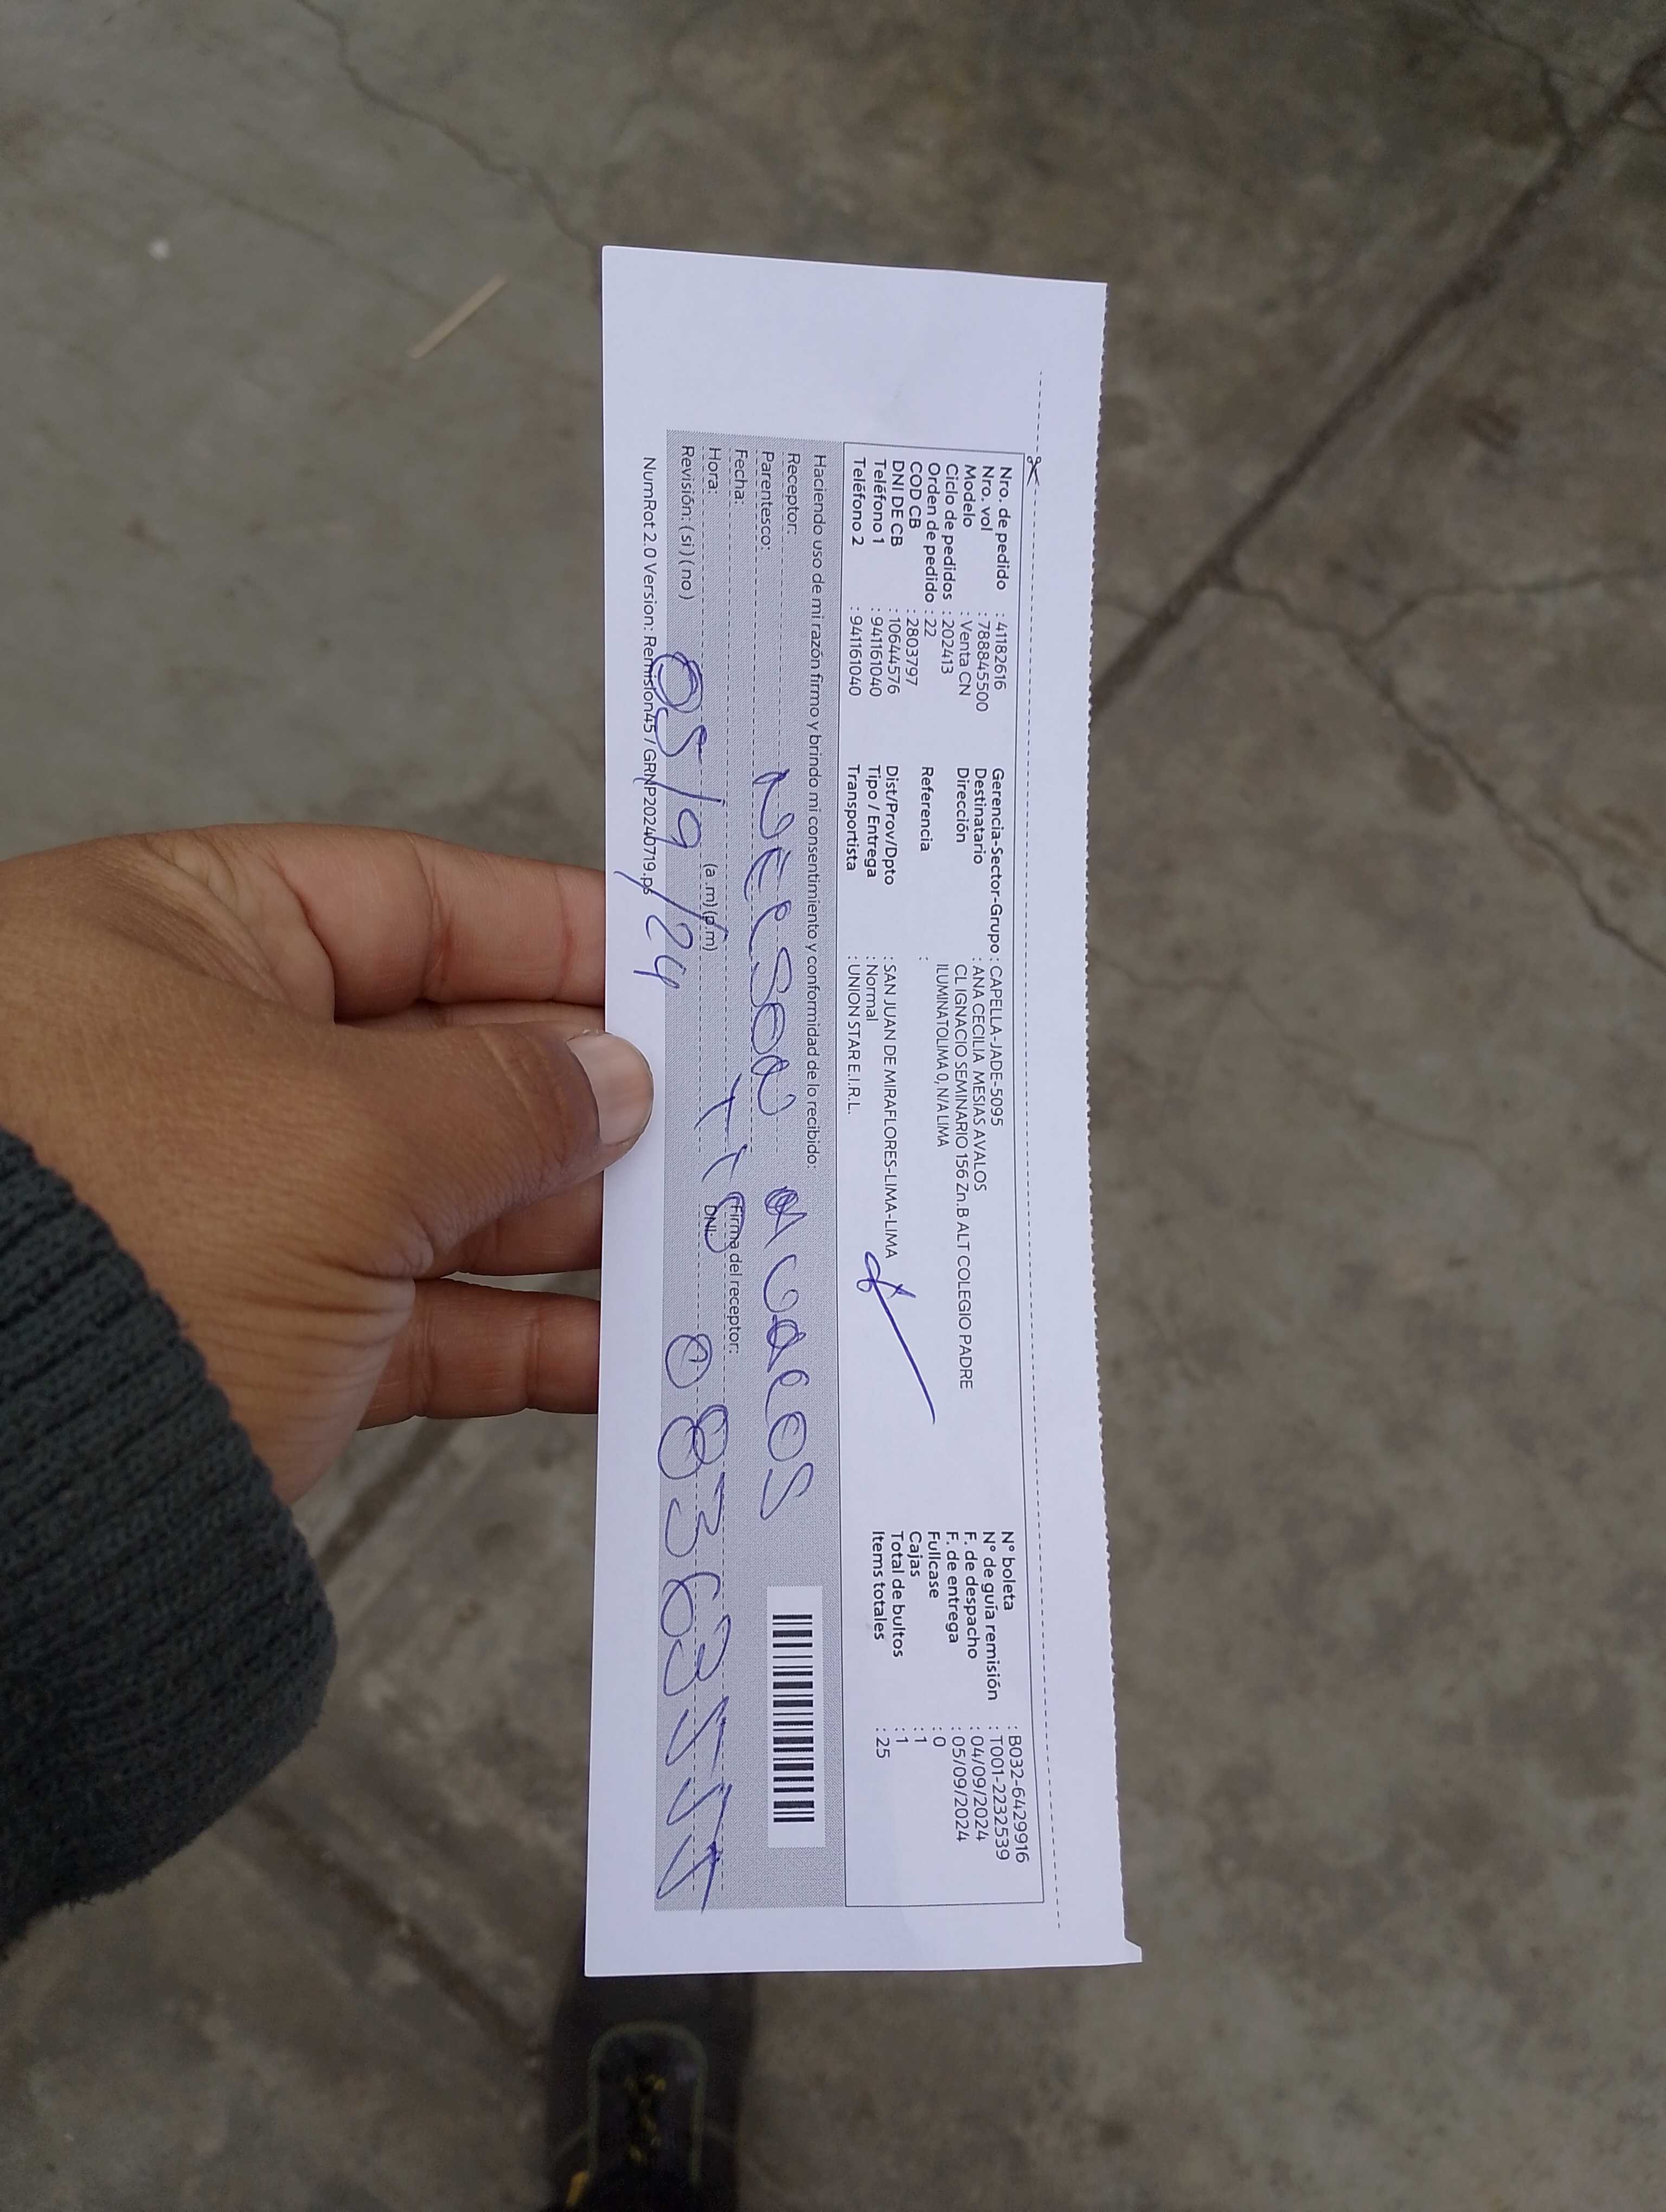 Nro. de pedido : 41182616
Nro. vol : 788845500
Modelo : Venta CN
Ciclo de pedidos : 202413
Orden de pedido : 22
COD CB : 2803797
DNI DE CB : 10644576
Teléfono 1 : 941161040
Teléfono 2 : 941161040
Gerencia-Sector-Grupo : CAPELLA-JADE-5095
Destinatario : ANA CECILIA MESIAS AVALOS
Dirección CL IGNACIO SEMINARIO 156 Zn.B ALT COLEGIO PADRE
ILUMINATOLIMA 0, N/A LIMA
Referencia :
Dist/Prov/Dpto : SAN JUAN DE MIRAFLORES-LIMA-LIMA
Tipo / Entrega : Normal
Transportista : UNION STAR E.I.R.L.
N° boleta : B032-6429916
N° de guía remisión : T001-2232539
F. de despacho : 04/09/2024
F. de entrega : 05/09/2024
Fullcase : 0
Cajas : 1
Total de bultos : 1
Items totales : 25
Haciendo uso de mi razón firmo y brindo mi consentimiento y conformidad de lo recibido:
Receptor: Nelson Avalos
Parentesco: Tio
Fecha:
Hora: (a.m) (p.m)
Revisión: ( si ) ( no ) 05/9/24
Firma del receptor:
DNI: 08363555
NumRot 2.0 Version: Remision45 / GRNP20240719.ps